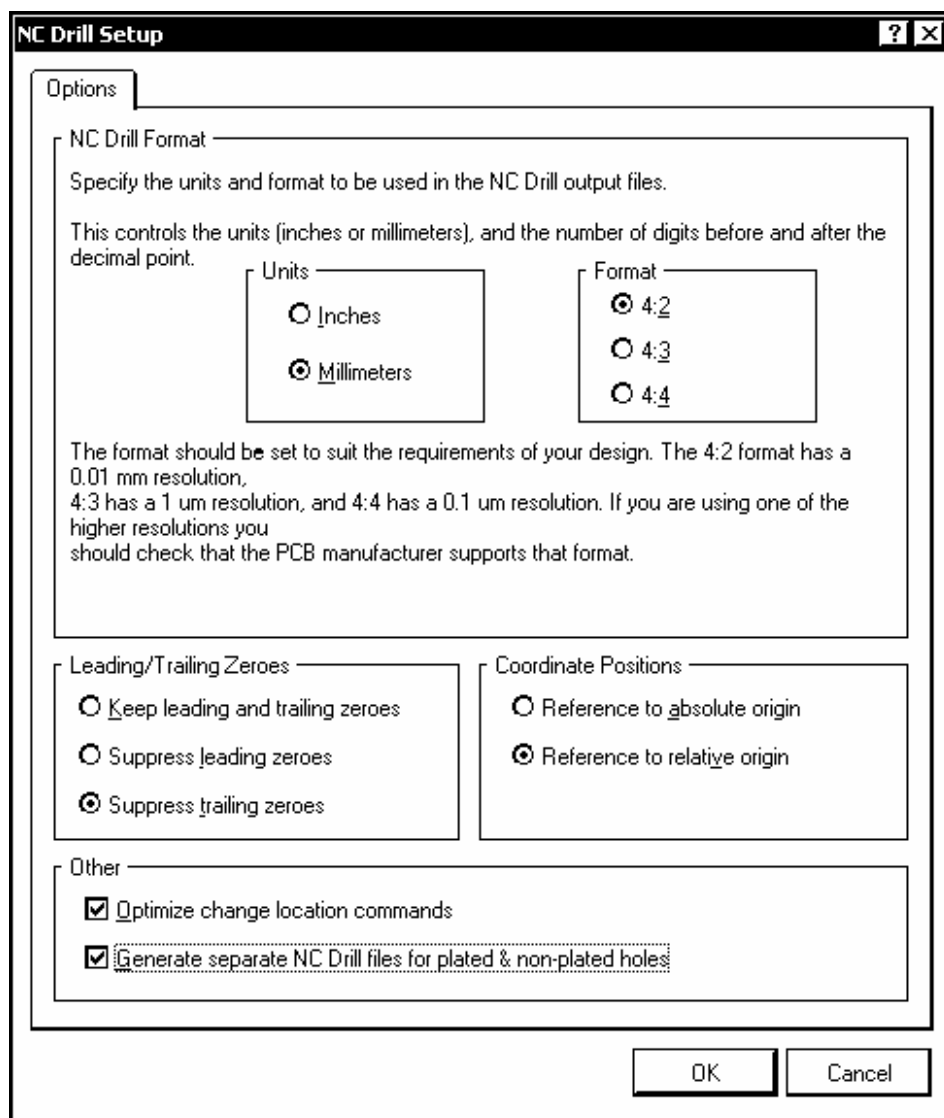 NC Drill Setup
Options
NC Drill Format
Specify the units and format to be used in the NC Drill output files.
This controls the units (inches or millimeters), and the number of digits before and after the
decimal point.
Units
Inches
Millimeters
Format
4:2
4:3
4:4
The format should be set to suit the requirements of your design. The 4:2 format has a
0.01 mm resolution,
4:3 has a 1 um resolution, and 4:4 has a 0.1 um resolution. If you are using one of the
higher resolutions you
should check that the PCB manufacturer supports that format.
Leading/Trailing Zeroes
Keep leading and trailing zeroes
Suppress leading zeroes
Suppress trailing zeroes
Coordinate Positions
Reference to absolute origin
Reference to relative origin
Other
Optimize change location commands
Generate separate NC Drill files for plated & non-plated holes
OK
Cancel